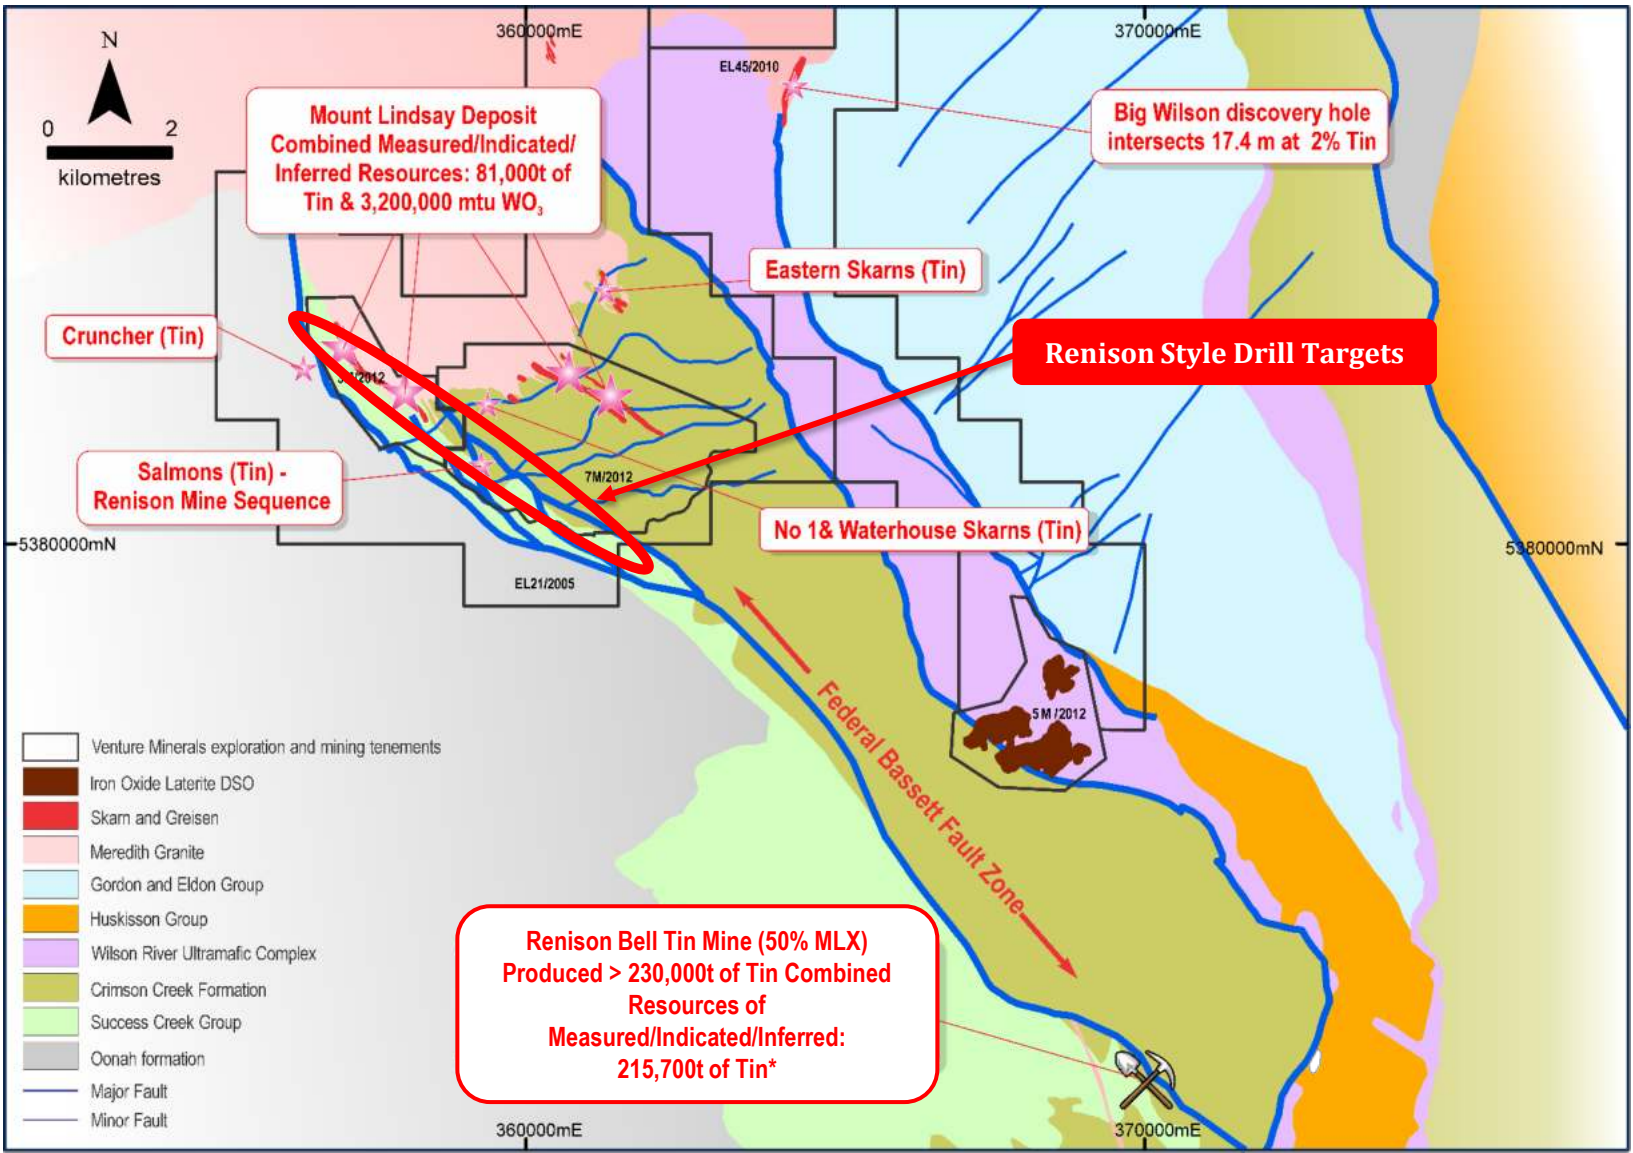 360000mE
370000mE
N
0 2
kilometres
EL45/2010
Mount Lindsay Deposit
Combined Measured/Indicated/
Inferred Resources: 81,000t of
Tin & 3,200,000 mtu WO₃
Big Wilson discovery hole
intersects 17.4 m at 2% Tin
Eastern Skarns (Tin)
Cruncher (Tin)
Renison Style Drill Targets
/2012
Salmons (Tin) -
Renison Mine Sequence
7M/2012
No 1& Waterhouse Skarns (Tin)
5380000mN
5380000mN
EL21/2005
5M/2012
Federal Bassett Fault Zone
Venture Minerals exploration and mining tenements
Iron Oxide Laterite DSO
Skarn and Greisen
Meredith Granite
Gordon and Eldon Group
Huskisson Group
Wilson River Ultramafic Complex
Crimson Creek Formation
Success Creek Group
Oonah formation
Major Fault
Minor Fault
Renison Bell Tin Mine (50% MLX)
Produced > 230,000t of Tin Combined
Resources of
Measured/Indicated/Inferred:
215,700t of Tin*
360000mE
370000mE